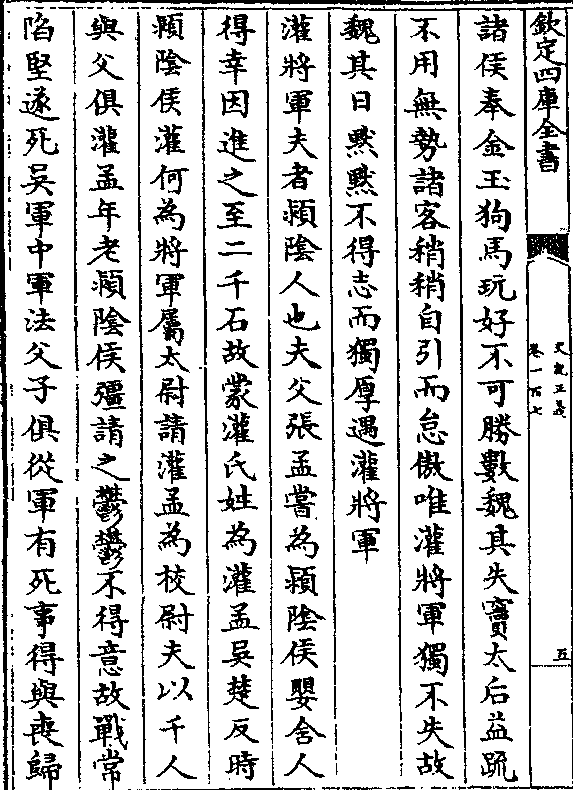 欽定四庫全書
史記正義
卷一百七
五
諸侯奉金玉狗馬玩好不可勝數魏其失竇太后益疏
不用無勢諸客稍稍自引而怠傲唯灌將軍獨不失故
魏其日黙黙不得志而獨厚遇灌將軍
灌將軍夫者潁隂人也夫父張孟嘗為潁隂侯嬰舍人
得幸因進之至二千石故蒙灌氏姓為灌孟吳楚反時
潁隂侯灌何為將軍屬太尉請灌孟為校尉夫以千人
與父俱灌孟年老潁隂侯彊請之鬱鬱不得意故戰常
陷堅遂死吳軍中軍法父子俱從軍有死事得與喪歸